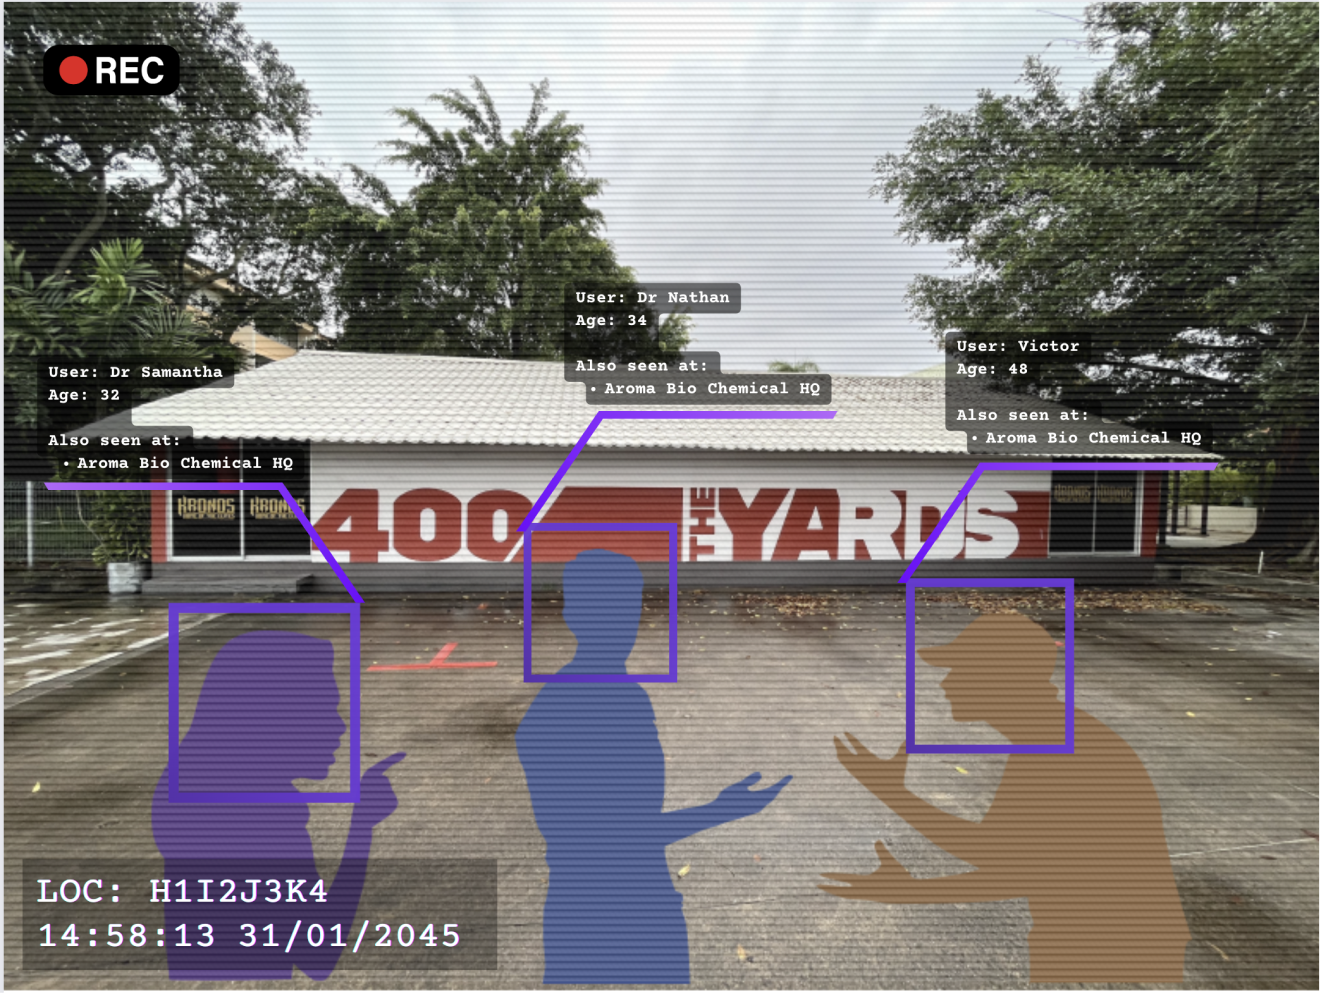 REC
User: Dr Nathan
Age: 34
Also seen at:
• Aroma Bio Chemical HQ
User: Victor
Age: 48
Also seen at:
• Aroma Bio Chemical HQ
User: Dr Samantha
Age: 32
Also seen at:
• Aroma Bio Chemical HQ
KRONOS KRONOS
400 THE YARDS
LOC: H1I2J3K4
14:58:13 31/01/2045